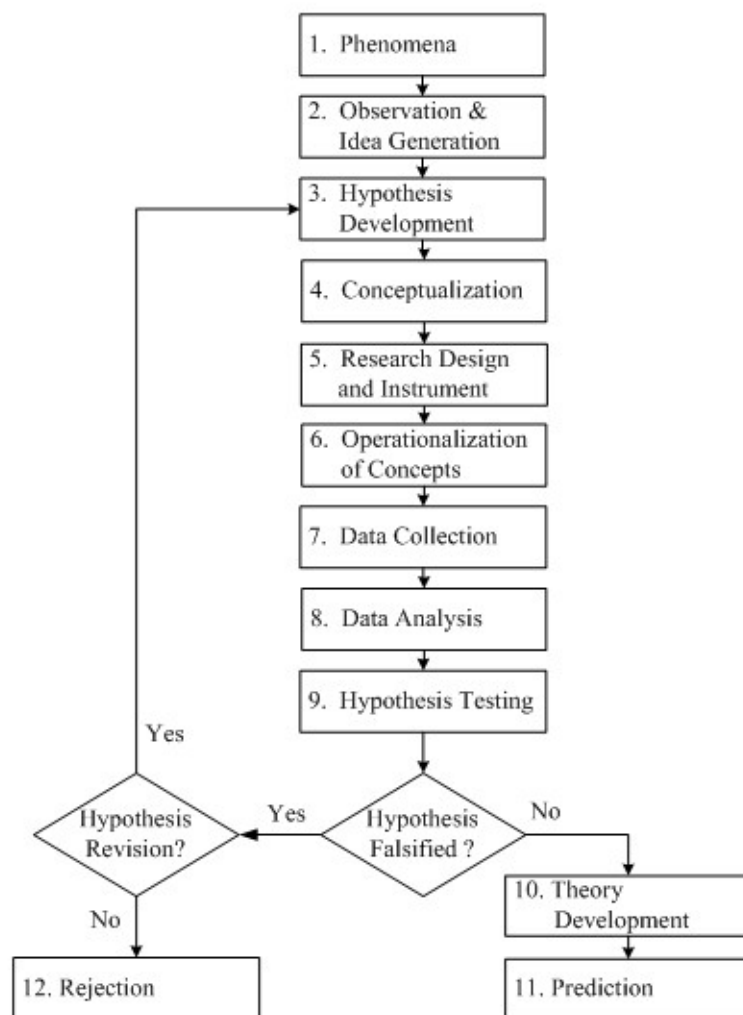 1. Phenomena
2. Observation &
Idea Generation
3. Hypothesis
Development
4. Conceptualization
5. Research Design
and Instrument
6. Operationalization
of Concepts
7. Data Collection
8. Data Analysis
9. Hypothesis Testing
Yes
Hypothesis
Revision?
Yes
Hypothesis
Falsified ?
No
10. Theory
Development
No
12. Rejection
11. Prediction